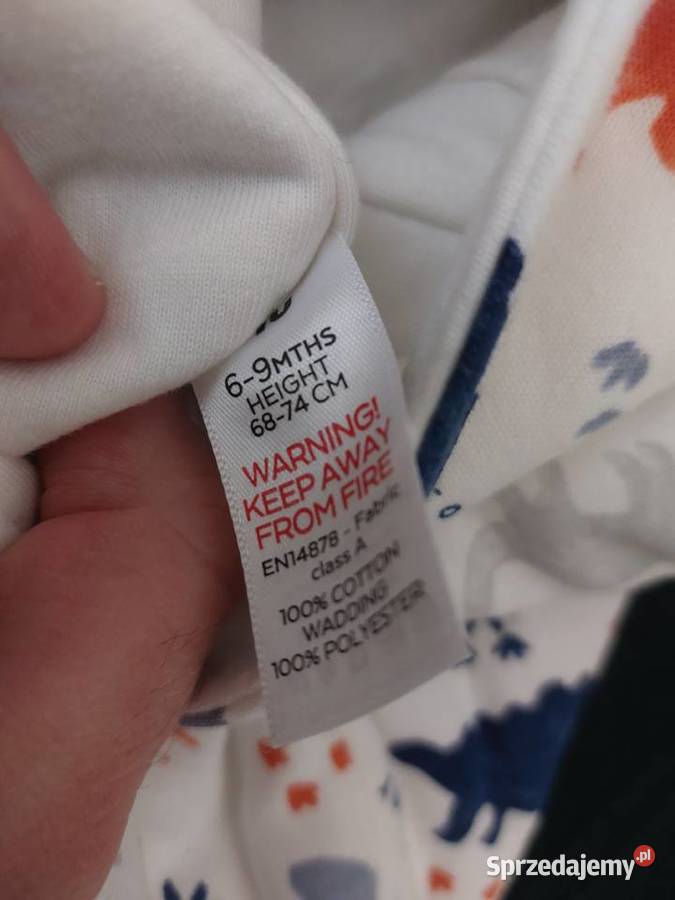 6-9MTHS
HEIGHT
68-74 CM
WARNING!
KEEP AWAY
FROM FIRE
EN14878 - Fabric
class A
100% COTTON
WADDING
100% POLYESTER
Sprzedajemy.pl